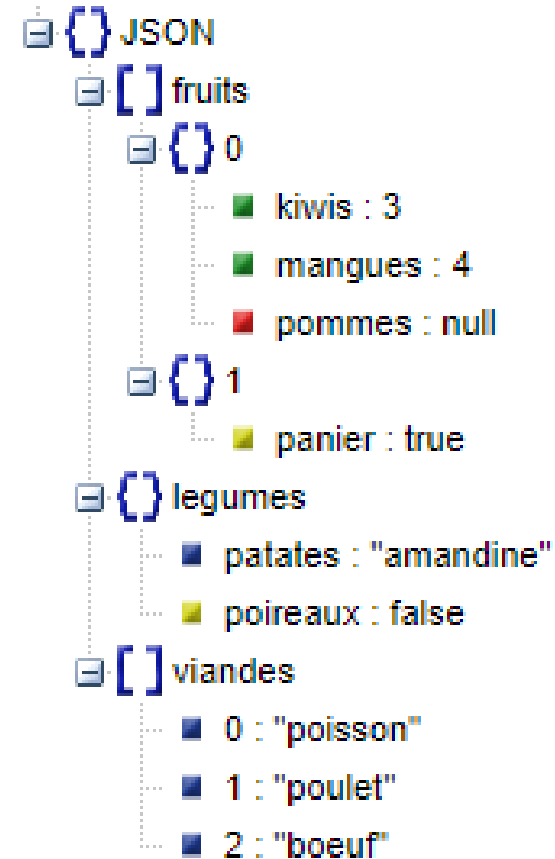 {} JSON
[ ] fruits
{} 0
kiwis : 3
mangues : 4
pommes : null
{} 1
panier : true
{} legumes
patates : "amandine"
poireaux : false
[ ] viandes
0 : "poisson"
1 : "poulet"
2 : "boeuf"